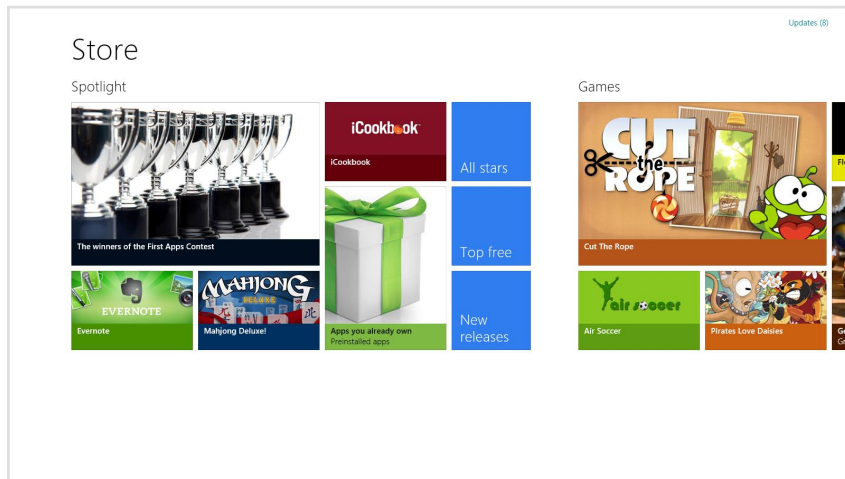 Updates (8)
Store
Spotlight
Games
iCookbook
iCookbook
All stars
CUT
the
ROPE
The winners of the First Apps Contest
Top free
Cut The Rope
EVERNOTE
Evernote
MAHJONG
DELUXE
Mahjong Deluxe!
Apps you already own
Preinstalled apps
New
releases
air soccer
Air Soccer
Pirates Love Daisies